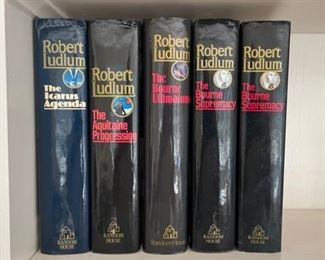 Robert
Ludlum
The
Icarus
Agenda
Robert
Ludlum
The
Aquitaine
Progression
RANDOM
HOUSE
Robert
Ludlum
The
Bourne
Ultimatum
Random House
Robert
Ludlum
The
Bourne
Supremacy
RANDOM
HOUSE
Robert
Ludlum
The
Bourne
Supremacy
RANDOM
HOUSE